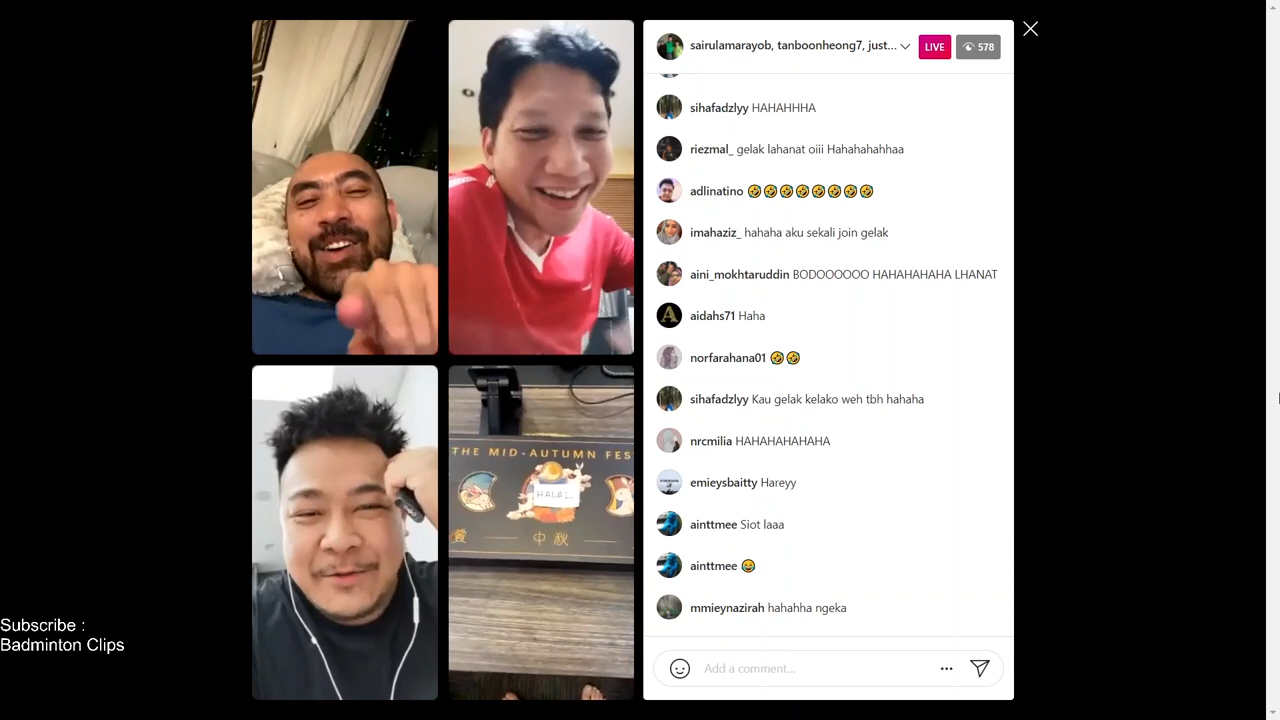 THE MID-AUTUMN FES
HALAL
中秋
Subscribe :
Badminton Clips
sairulamarayob, tanboonheong7, just...
LIVE
578
sihafadzlyy HAHAHHHA
riezmal_ gelak lahanat oiii Hahahahahhaa
adlinatino 🤣🤣🤣🤣🤣🤣🤣🤣
imahaziz_ hahaha aku sekali join gelak
aini_mokhtaruddin BODOOOOOO HAHAHAHAHA LHANAT
aidahs71 Haha
norfarahana01 🤣🤣
sihafadzlyy Kau gelak kelako weh tbh hahaha
nrcmilia HAHAHAHAHAHA
emieysbaitty Hareyy
ainttmee Siot laaa
ainttmee 😂
mmieynazirah hahahha ngeka
Add a comment...